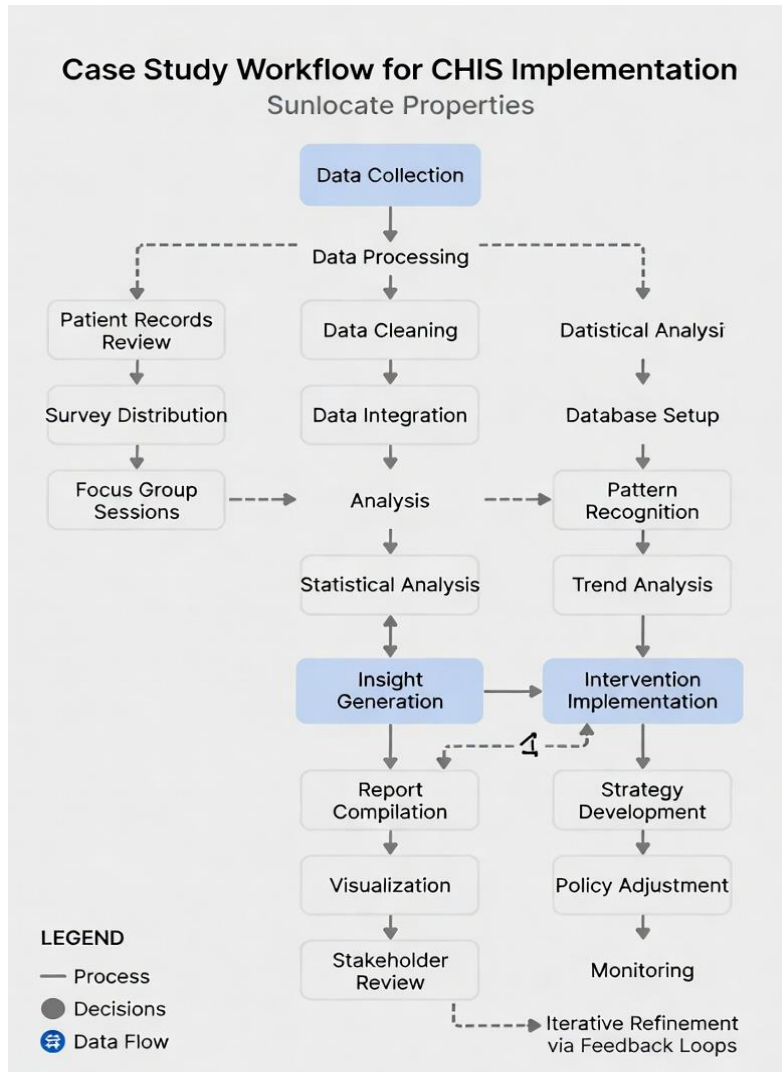 Case Study Workflow for CHIS Implementation
Sunlocate Properties
Data Collection
Data Processing
Patient Records
Review
Data Cleaning
Datistical Analysi
Survey Distribution
Data Integration
Database Setup
Focus Group
Sessions
Analysis
Pattern
Recognition
Statistical Analysis
Trend Analysis
Insight
Generation
Intervention
Implementation
1
Report
Compilation
Strategy
Development
Visualization
Policy Adjustment
Stakeholder
Review
Monitoring
Iterative Refinement
via Feedback Loops
LEGEND
Process
Decisions
Data Flow